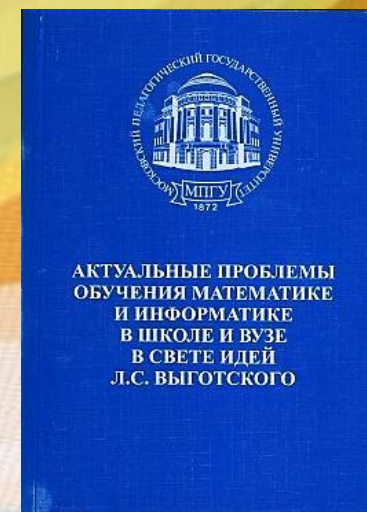 МОСКОВСКИЙ ПЕДАГОГИЧЕСКИЙ ГОСУДАРСТВЕННЫЙ УНИВЕРСИТЕТ
МПГУ
1872
АКТУАЛЬНЫЕ ПРОБЛЕМЫ
ОБУЧЕНИЯ МАТЕМАТИКЕ
И ИНФОРМАТИКЕ
В ШКОЛЕ И ВУЗЕ
В СВЕТЕ ИДЕЙ
Л.С. ВЫГОТСКОГО